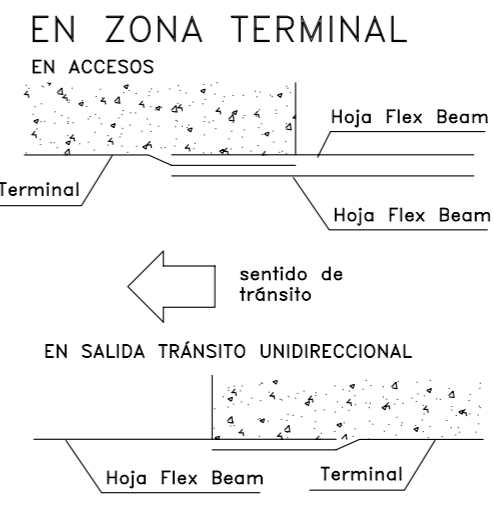 EN ZONA TERMINAL
EN ACCESOS
Hoja Flex Beam
Terminal
Hoja Flex Beam
sentido de
tránsito
EN SALIDA TRÁNSITO UNIDIRECCIONAL
Hoja Flex Beam
Terminal